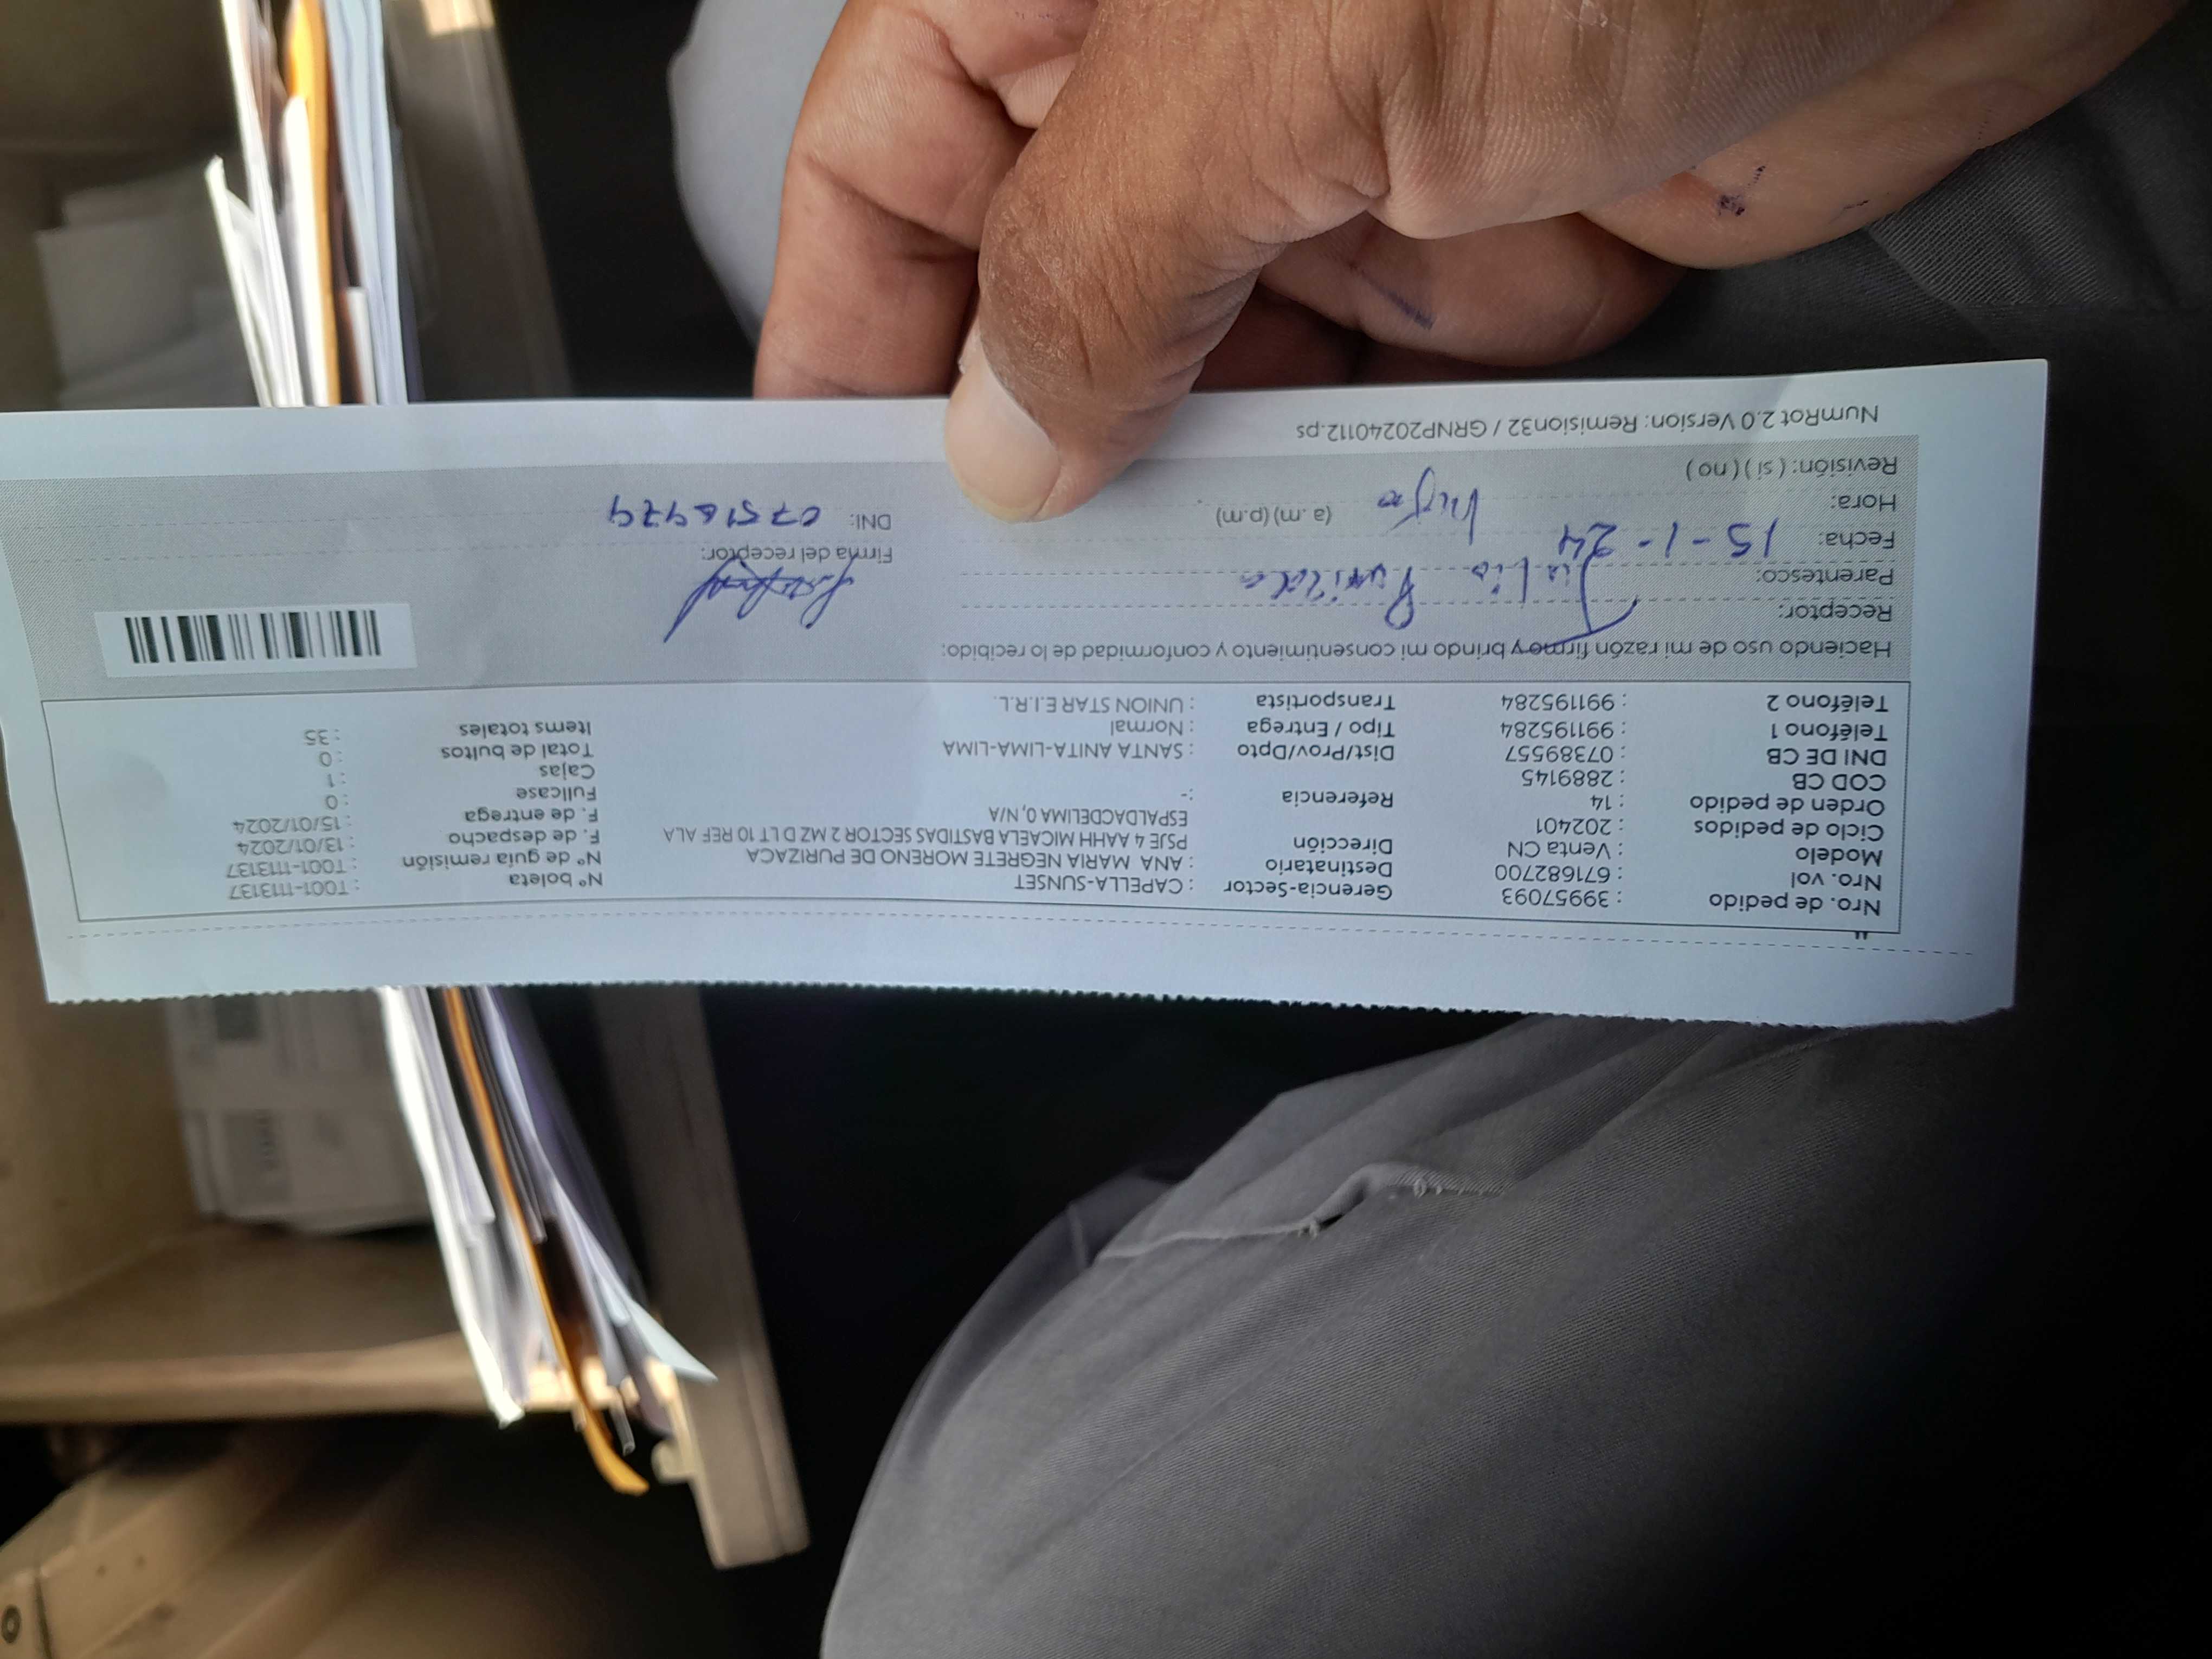 Nro. de pedido : 39957093 Gerencia-Sector : CAPELLA-SUNSET Nº boleta : T001-1113137
Nro. vol : 671682700 Destinatario : ANA MARIA NEGRETE MORENO DE PURIZACA Nº de guía remisión : T001-1113137
Modelo : Venta CN Dirección PSJE 4 AAHH MICAELA BASTIDAS SECTOR 2 MZ D LT 10 REF ALA F. de despacho : 13/01/2024
Ciclo de pedidos : 202401 ESPALDACDELIMA 0, N/A F. de entrega : 15/01/2024
Orden de pedido : 14 Referencia :- Fullcase : 0
COD CB : 2889145 Cajas : 1
DNI DE CB : 07389557 Dist/Prov/Dpto : SANTA ANITA-LIMA-LIMA Total de bultos : 0
Teléfono 1 : 991195284 Tipo / Entrega : Normal Items totales : 35
Teléfono 2 : 991195284 Transportista : UNION STAR E.I.R.L.
Haciendo uso de mi razón firmo y brindo mi consentimiento y conformidad de lo recibido:
Receptor:
Parentesco:
Fecha: 15-1-24 Firma del receptor:
Hora: (a.m) (p.m) DNI: 07516474
Revisión: ( si ) ( no )
NumRot 2.0 Version: Remision32 / GRNP20240112.ps